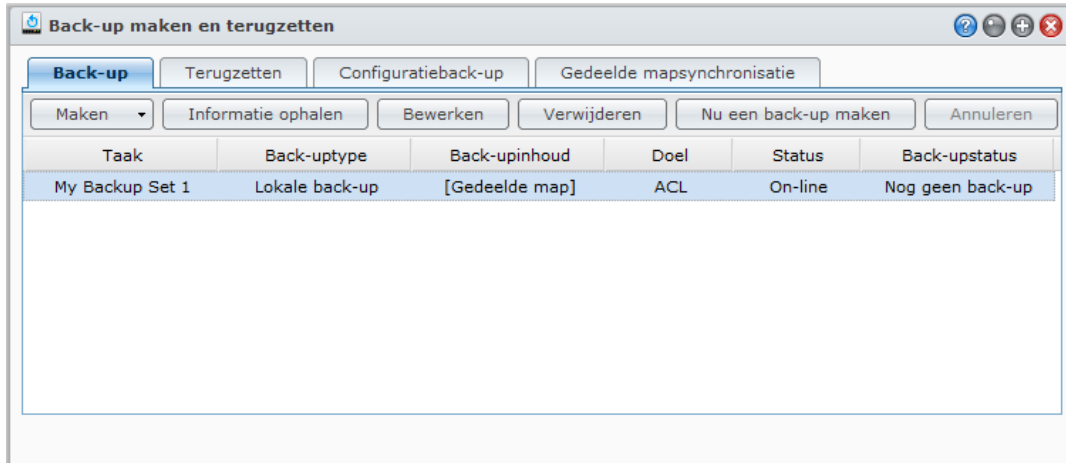 Back-up maken en terugzetten
Back-up Terugzetten Configuratieback-up Gedeelde mapsynchronisatie
Maken Informatie ophalen Bewerken Verwijderen Nu een back-up maken Annuleren
Taak Back-uptype Back-upinhoud Doel Status Back-upstatus
My Backup Set 1 Lokale back-up [Gedeelde map] ACL On-line Nog geen back-up